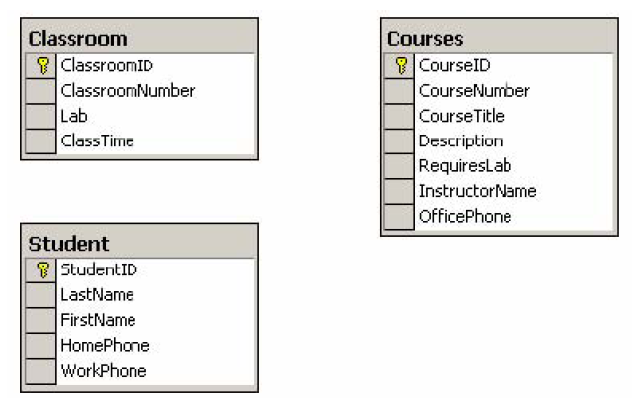 Classroom
ClassroomID
ClassroomNumber
Lab
ClassTime
Courses
CourseID
CourseNumber
CourseTitle
Description
RequiresLab
InstructorName
OfficePhone
Student
StudentID
LastName
FirstName
HomePhone
WorkPhone